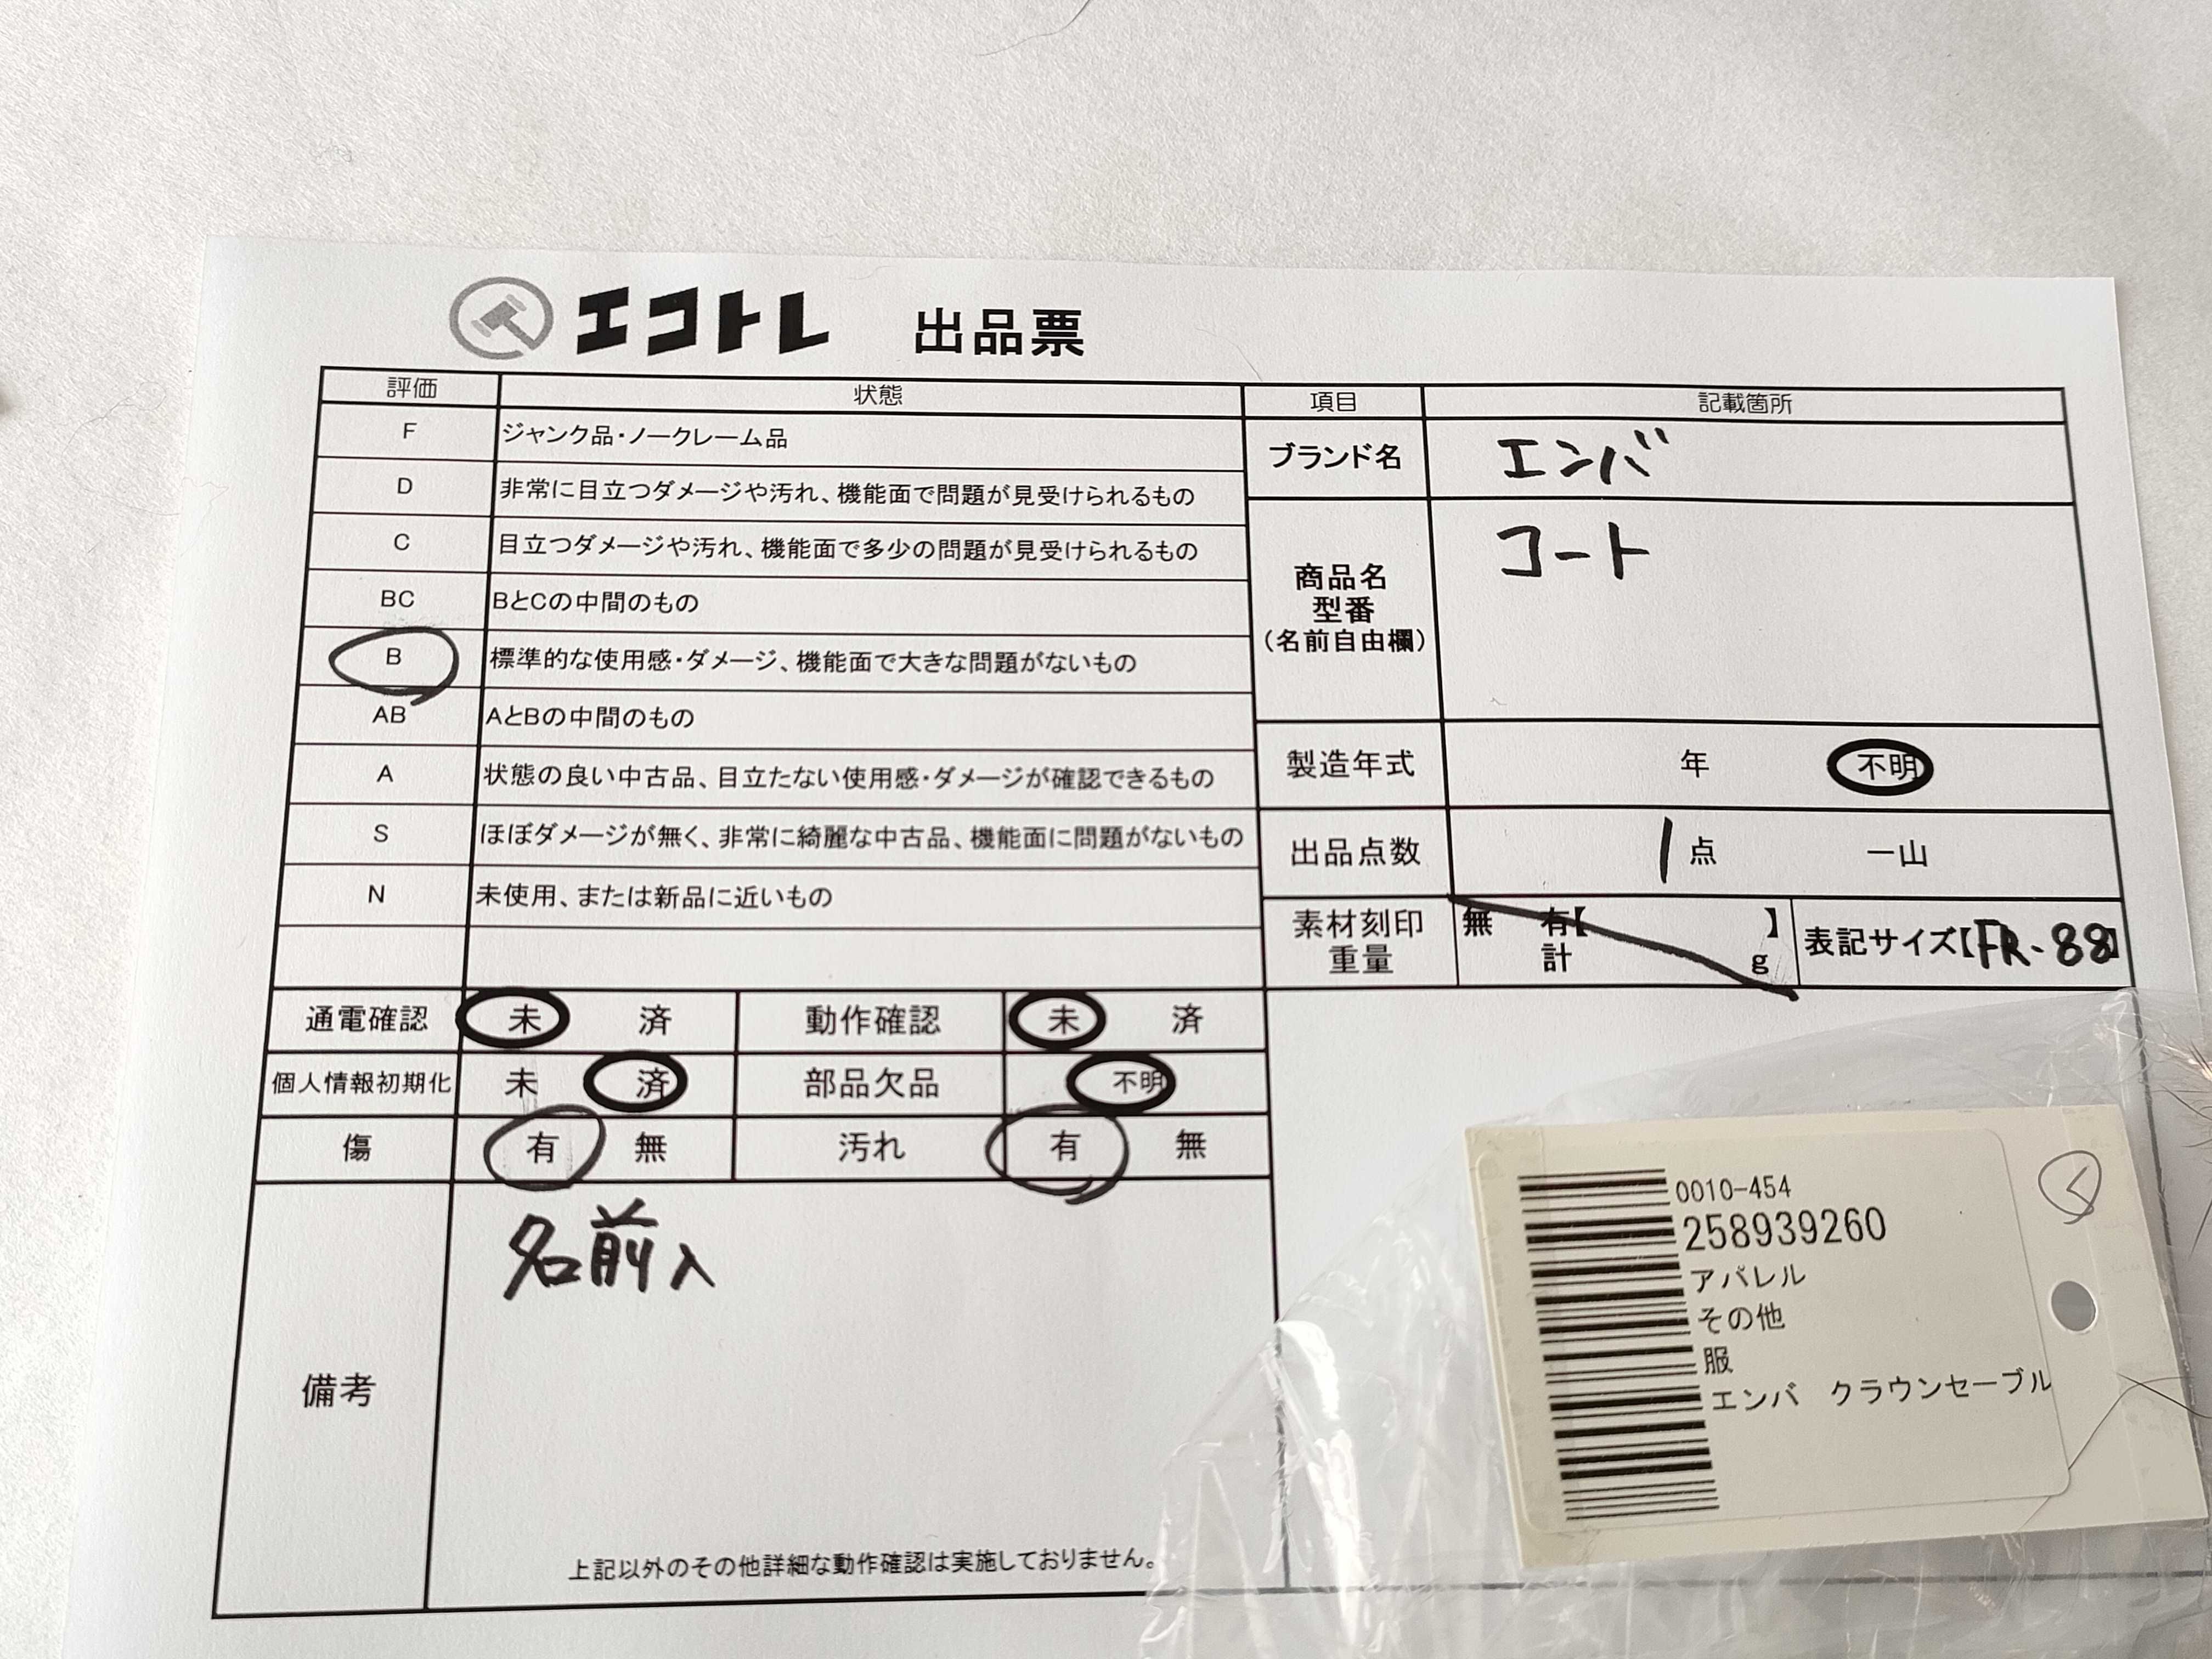 エコトレ 出品票
評価 状態
F ジャンク品・ノークレーム品
D 非常に目立つダメージや汚れ、機能面で問題が見受けられるもの
C 目立つダメージや汚れ、機能面で多少の問題が見受けられるもの
BC BとCの中間のもの
B 標準的な使用感・ダメージ、機能面で大きな問題がないもの
AB AとBの中間のもの
A 状態の良い中古品、目立たない使用感・ダメージが確認できるもの
S ほぼダメージが無く、非常に綺麗な中古品、機能面に問題がないもの
N 未使用、または新品に近いもの
項目 記載箇所
ブランド名 エンバ
商品名
型番
(名前自由欄)
コート
製造年式 年 不明
出品点数 1点 一山
素材刻印 無 有【 】
重量 計 g
表記サイズ【FR-88】
通電確認 未 済 動作確認 未 済
個人情報初期化 未 済 部品欠品 不明
傷 有 無 汚れ 有 無
備考
名前入
上記以外のその他詳細な動作確認は実施しておりません。
0010-454
258939260
アパレル
その他
服
エンバ クラウンセーブル